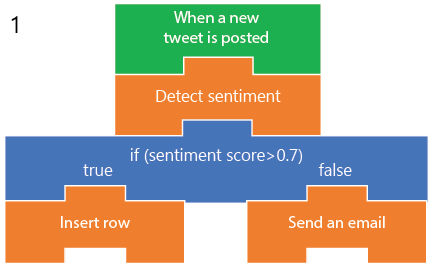 1
When a new
tweet is posted
Detect sentiment
if (sentiment score>0.7)
true
false
Insert row
Send an email